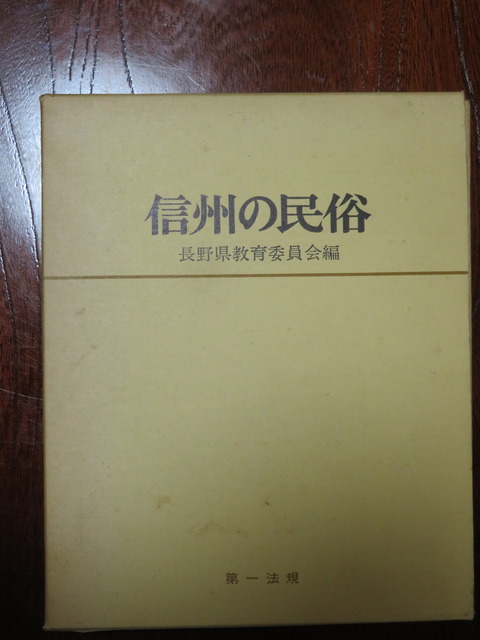 信州の民俗
長野県教育委員会編
第一法規